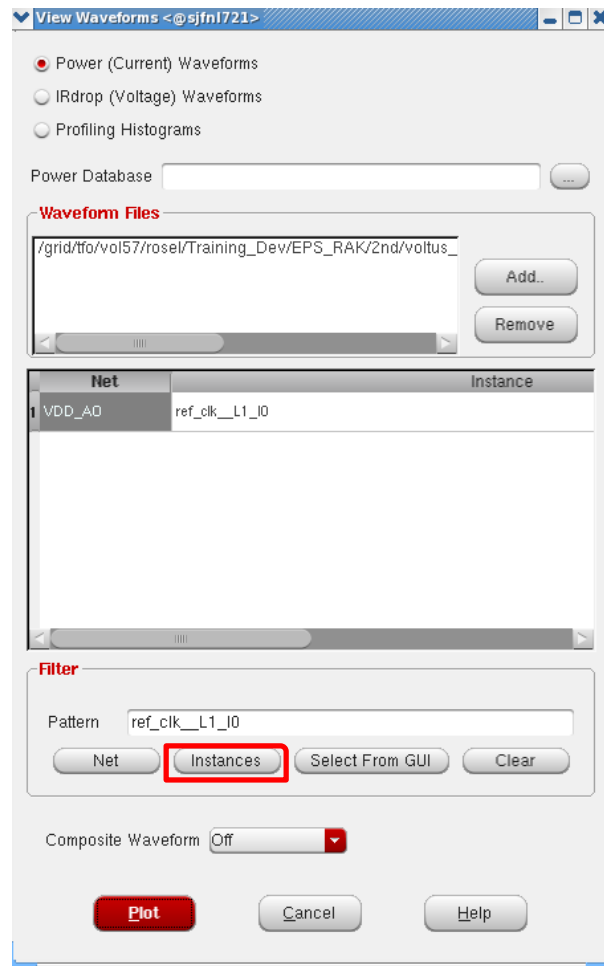 View Waveforms <@sjfnl721>
Power (Current) Waveforms
IRdrop (Voltage) Waveforms
Profiling Histograms
Power Database ...
Waveform Files
/grid/tfo/vol57/rosel/Training_Dev/EPS_RAK/2nd/voltus_
Add..
Remove
Net Instance
1 VDD_AO ref_clk__L1_I0
Filter
Pattern ref_clk__L1_I0
Net Instances Select From GUI Clear
Composite Waveform Off
Plot Cancel Help